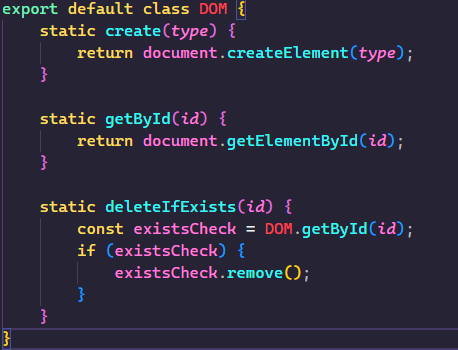 export default class DOM {
    static create(type) {
        return document.createElement(type);
    }

    static getById(id) {
        return document.getElementById(id);
    }

    static deleteIfExists(id) {
        const existsCheck = DOM.getById(id);
        if (existsCheck) {
            existsCheck.remove();
        }
    }
}